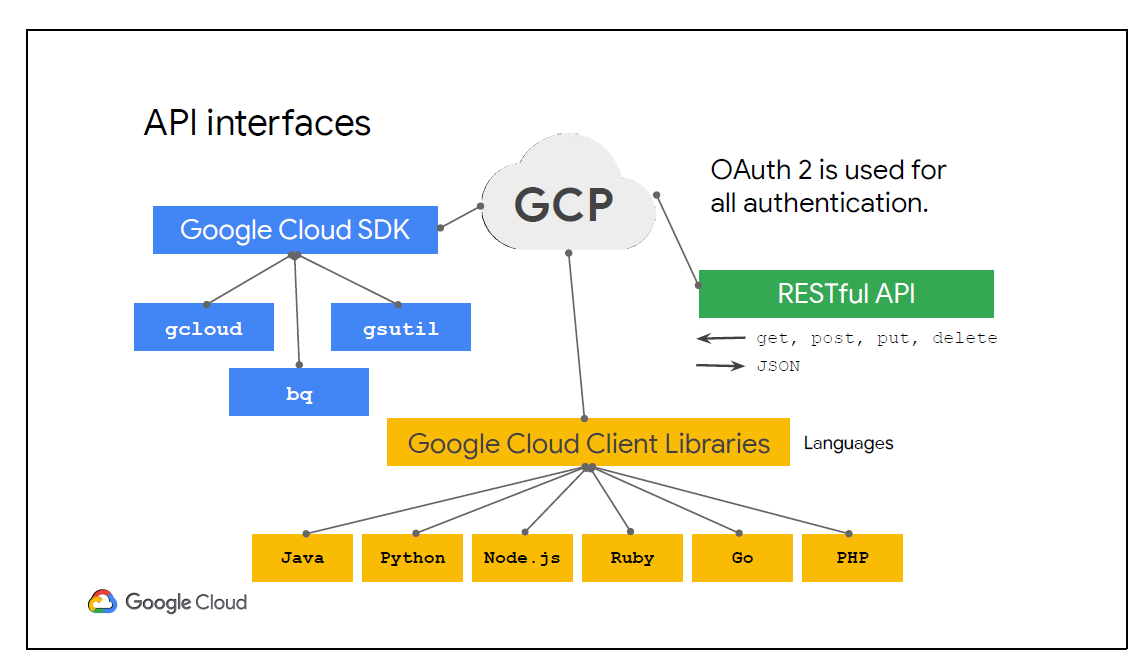 API interfaces
GCP
OAuth 2 is used for
all authentication.
Google Cloud SDK
RESTful API
gcloud
gsutil
get, post, put, delete
JSON
bq
Google Cloud Client Libraries
Languages
Java
Python
Node.js
Ruby
Go
PHP
Google Cloud